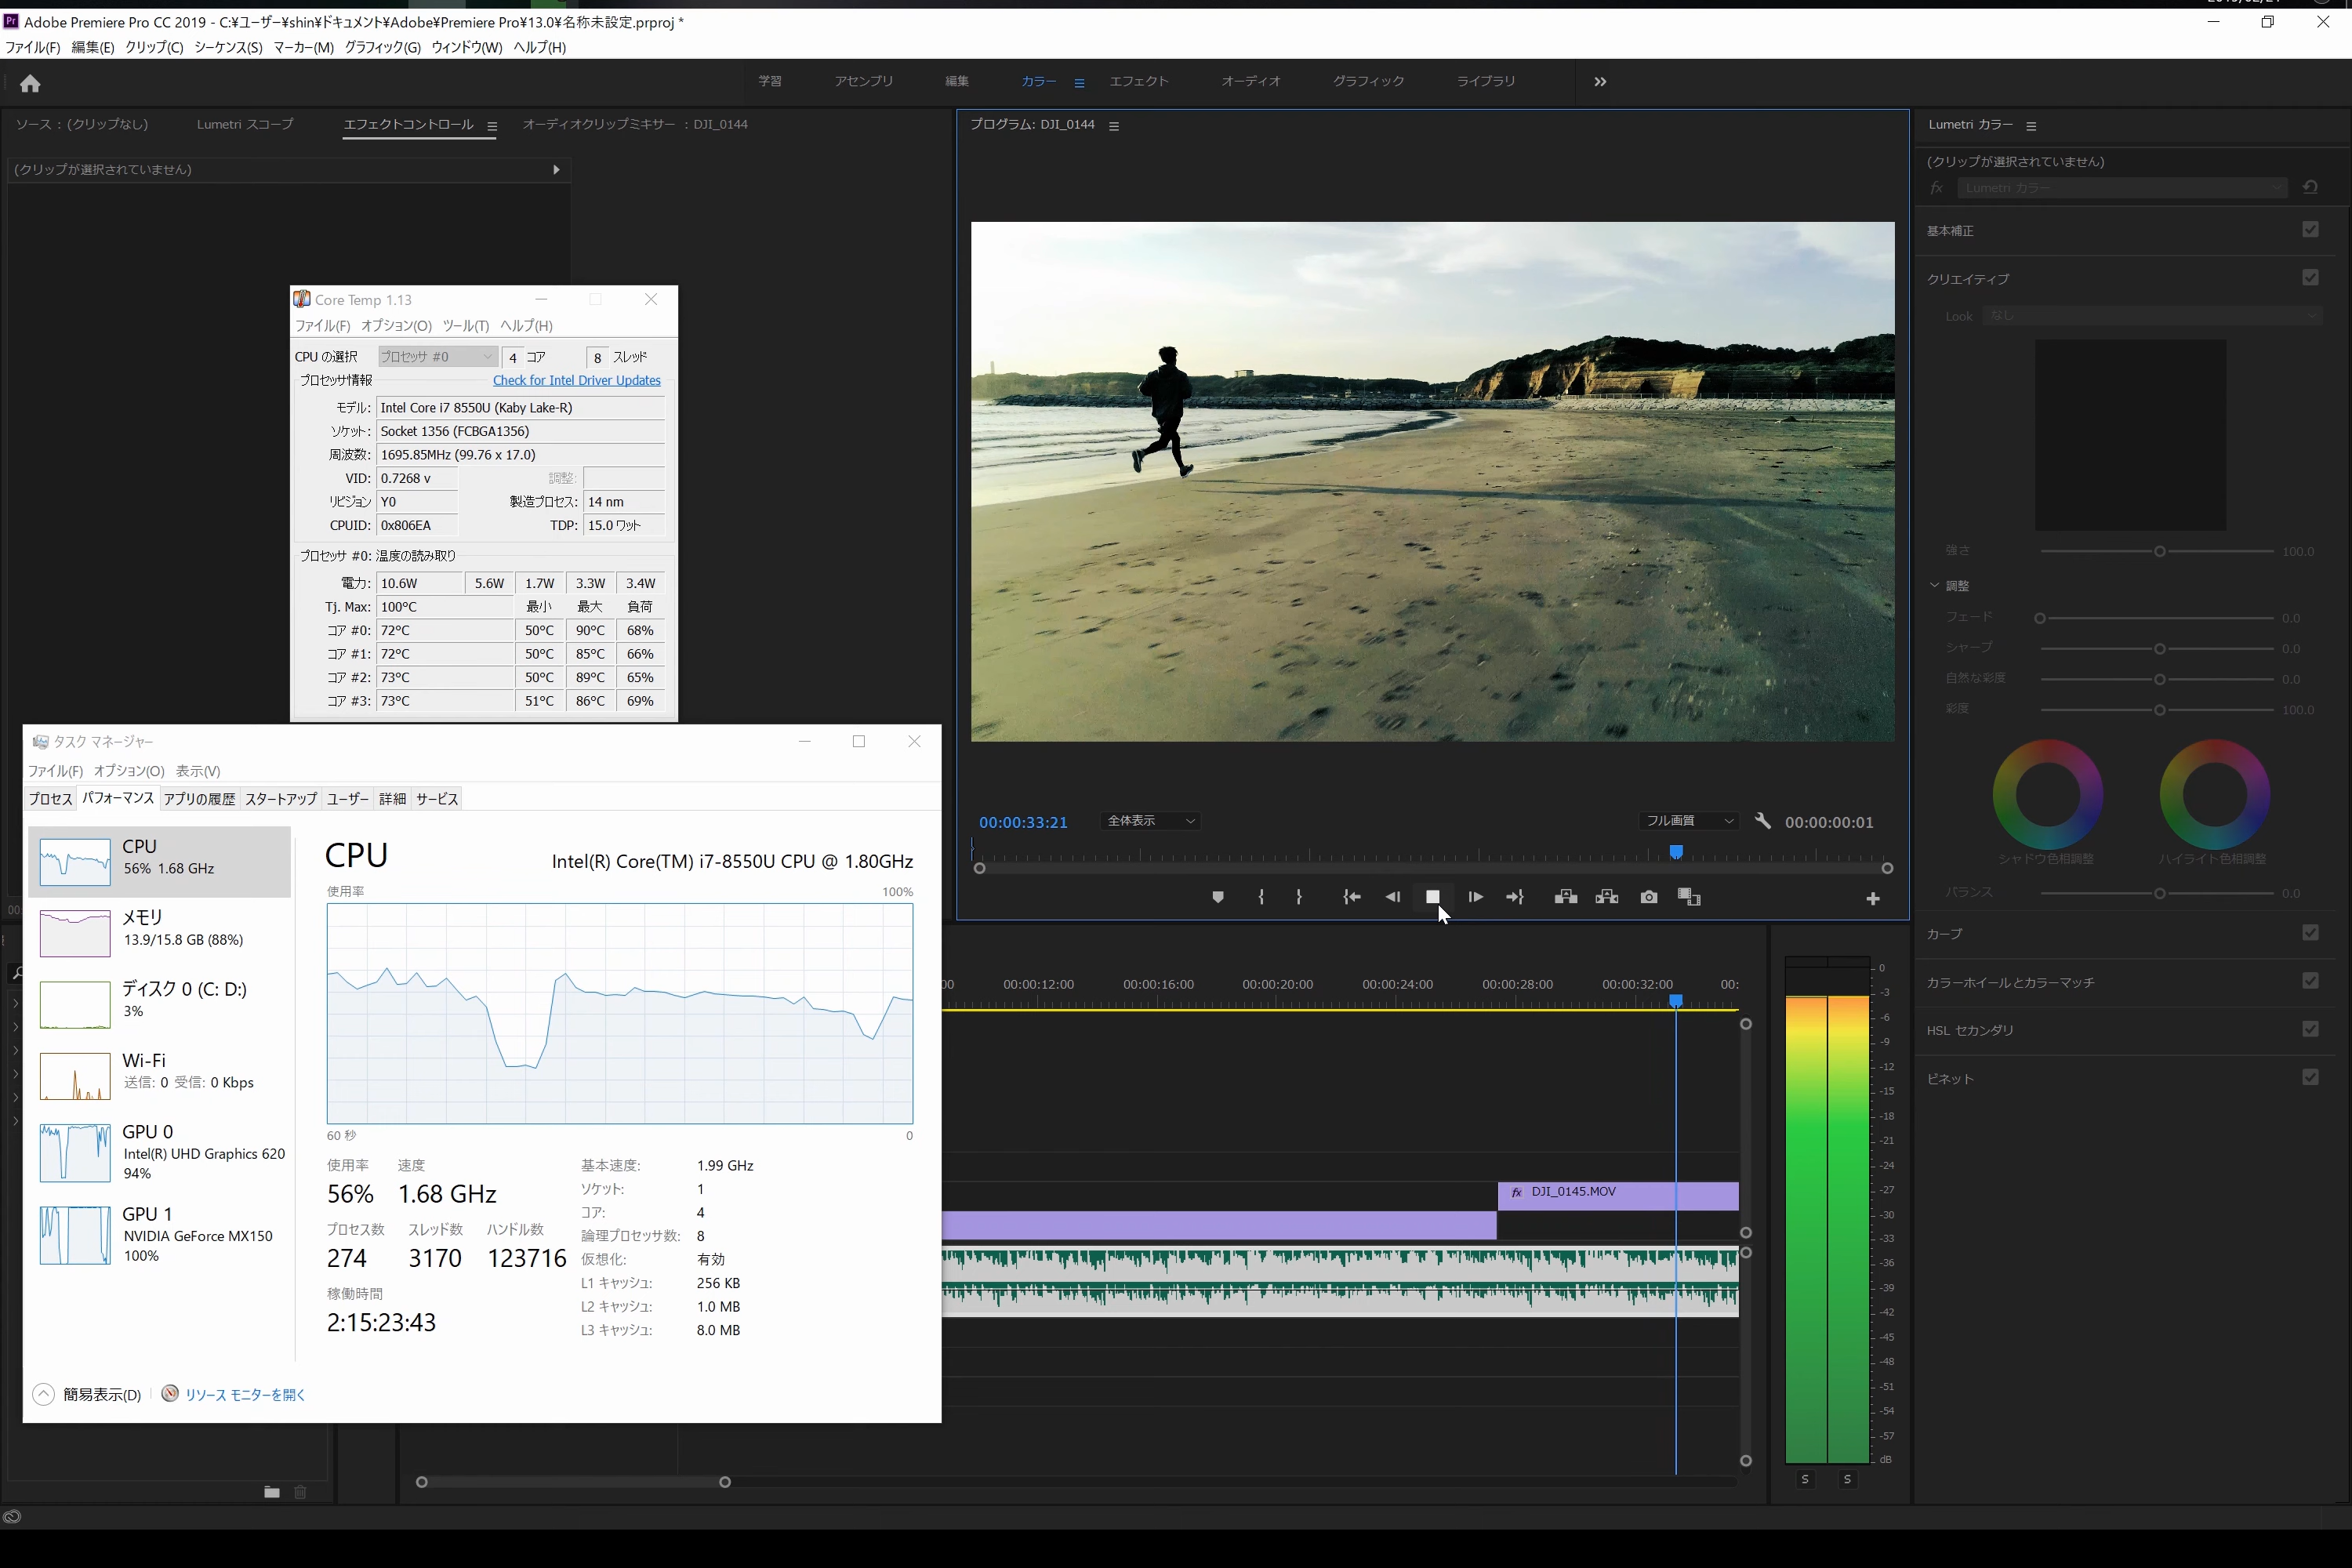 Adobe Premiere Pro CC 2019 - C:¥ユーザー¥shin¥ドキュメント¥Adobe¥Premiere Pro¥13.0¥名称未設定.prproj *
ファイル(F) 編集(E) クリップ(C) シーケンス(S) マーカー(M) グラフィック(G) ウィンドウ(W) ヘルプ(H)
学習 アセンブリ 編集 カラー エフェクト オーディオ グラフィック ライブラリ
ソース : (クリップなし) Lumetri スコープ エフェクトコントロール オーディオクリップミキサー : DJI_0144
(クリップが選択されていません)
Core Temp 1.13
ファイル(F) オプション(O) ツール(T) ヘルプ(H)
CPU の選択 プロセッサ #0 4 コア 8 スレッド
プロセッサ情報 Check for Intel Driver Updates
モデル: Intel Core i7 8550U (Kaby Lake-R)
ソケット: Socket 1356 (FCBGA1356)
周波数: 1695.85MHz (99.76 x 17.0)
VID: 0.7268 v 調整:
リビジョン Y0 製造プロセス: 14 nm
CPUID: 0x806EA TDP: 15.0 ワット
プロセッサ #0: 温度の読み取り
電力: 10.6W 5.6W 1.7W 3.3W 3.4W
Tj. Max: 100°C 最小 最大 負荷
コア #0: 72°C 50°C 90°C 68%
コア #1: 72°C 50°C 85°C 66%
コア #2: 73°C 50°C 89°C 65%
コア #3: 73°C 51°C 86°C 69%
タスク マネージャー
ファイル(F) オプション(O) 表示(V)
プロセス パフォーマンス アプリの履歴 スタートアップ ユーザー 詳細 サービス
CPU
56% 1.68 GHz
メモリ
13.9/15.8 GB (88%)
ディスク 0 (C: D:)
3%
Wi-Fi
送信: 0 受信: 0 Kbps
GPU 0
Intel(R) UHD Graphics 620
94%
GPU 1
NVIDIA GeForce MX150
100%
CPU Intel(R) Core(TM) i7-8550U CPU @ 1.80GHz
使用率 100%
60 秒 0
使用率 速度
56% 1.68 GHz
プロセス数 スレッド数 ハンドル数
274 3170 123716
稼働時間
2:15:23:43
基本速度: 1.99 GHz
ソケット: 1
コア: 4
論理プロセッサ数: 8
仮想化: 有効
L1 キャッシュ: 256 KB
L2 キャッシュ: 1.0 MB
L3 キャッシュ: 8.0 MB
簡易表示(D) リソース モニターを開く
プログラム: DJI_0144
00:00:33:21 全体表示 フル画質 00:00:00:01
00:00:12:00 00:00:16:00 00:00:20:00 00:00:24:00 00:00:28:00 00:00:32:00 00:
fx DJI_0145.MOV
0
-3
-6
-9
-12
-15
-18
-21
-24
-27
-30
-33
-36
-39
-42
-45
-48
-51
-54
-57
dB
S S
Lumetri カラー
(クリップが選択されていません)
fx Lumetri カラー
基本補正
クリエイティブ
Look なし
強さ 100.0
調整
フェード 0.0
シャープ 0.0
自然な彩度 0.0
彩度 100.0
シャドウ色相調整 ハイライト色相調整
バランス 0.0
カーブ
カラーホイールとカラーマッチ
HSL セカンダリ
ビネット